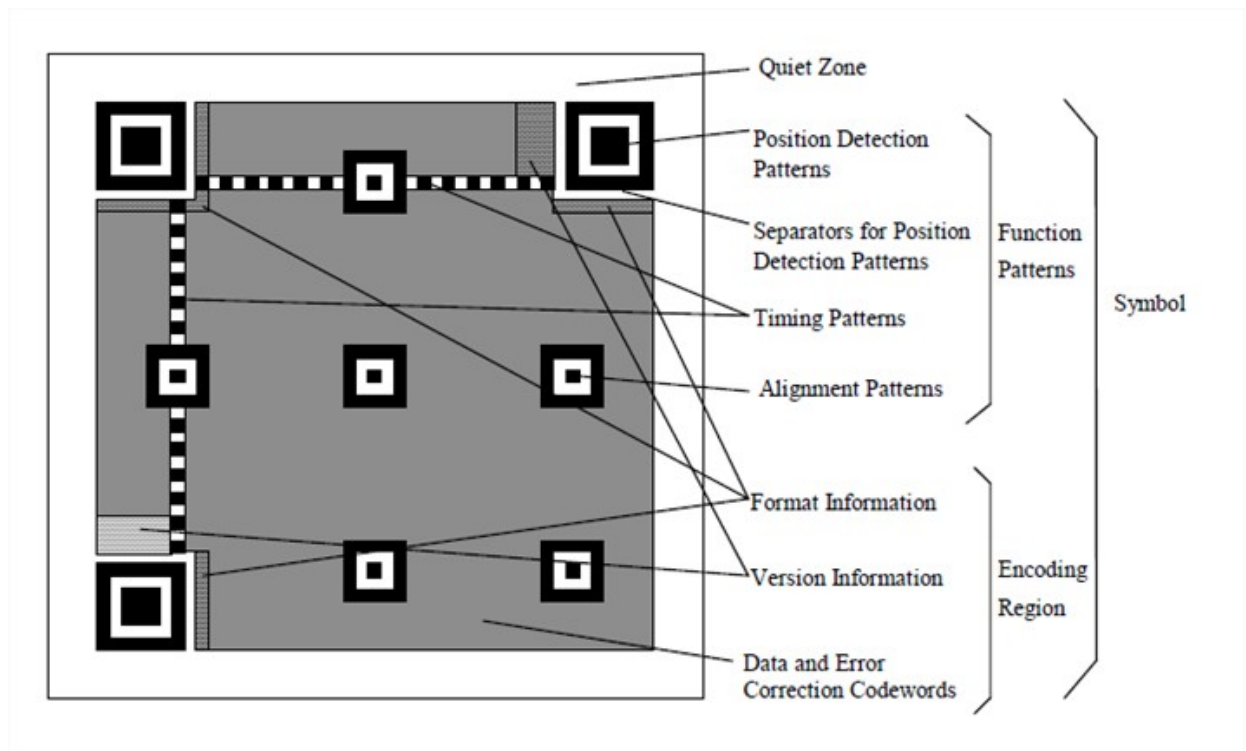 Quiet Zone
Position Detection
Patterns
Separators for Position
Detection Patterns
Function
Patterns
Symbol
Timing Patterns
Alignment Patterns
Format Information
Version Information
Encoding
Region
Data and Error
Correction Codewords